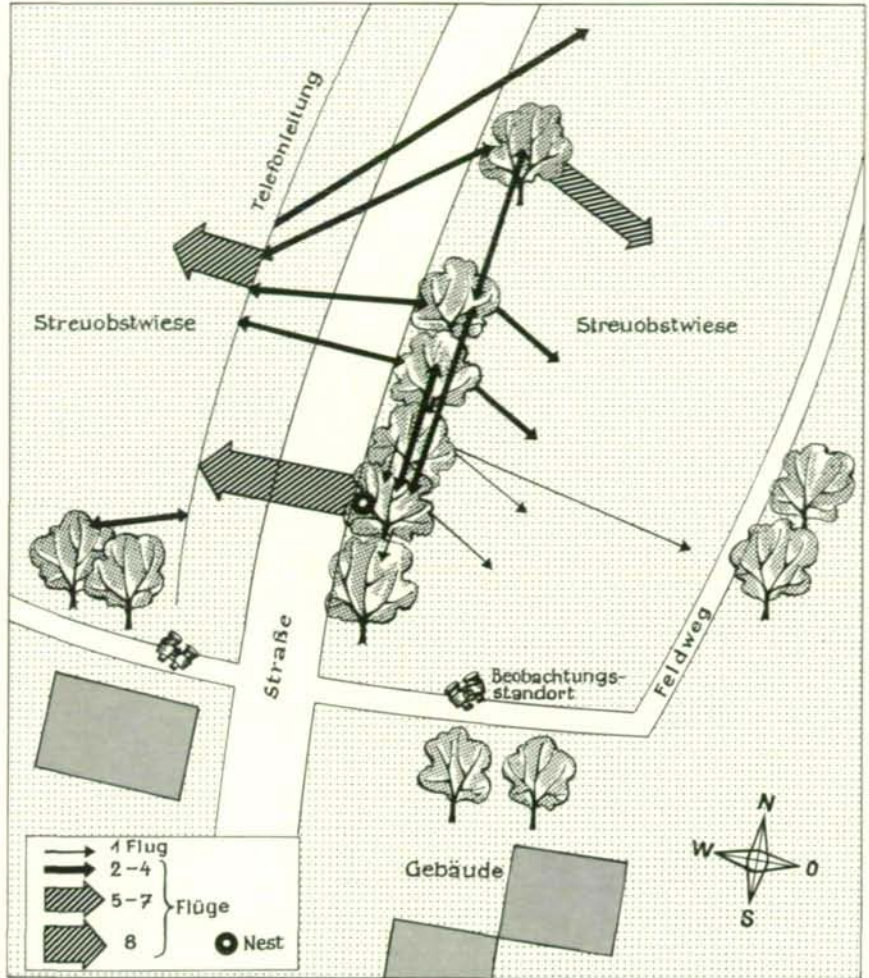 Telefonleitung
Streuobstwiese
Streuobstwiese
Straße
Beobachtungs-
standort
Feldweg
Gebäude
N
W
O
S
1 Flug
2-4
5-7
Flüge
8
Nest